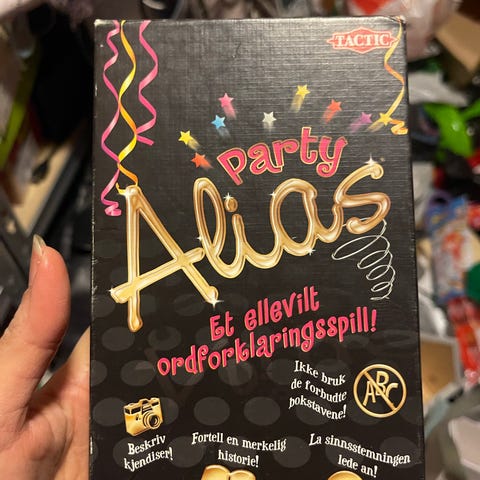 TACTIC
Party
Alias
Et ellevilt
ordforklaringsspill!
Ikke bruk
de forbudte
bokstavene!
ABC
Beskriv
kjendiser!
Fortell en merkelig
historie!
La sinnsstemningen
lede an!